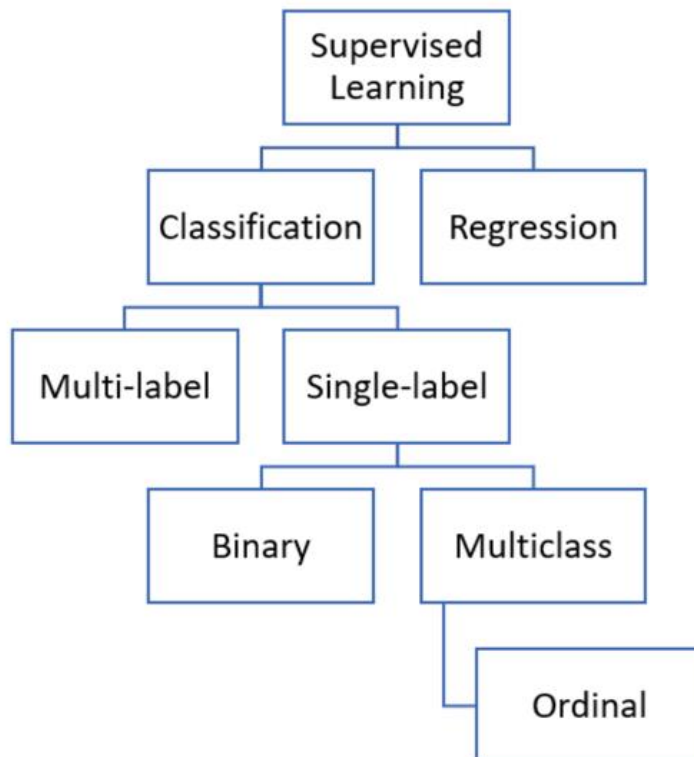 Supervised
Learning
Classification
Regression
Multi-label
Single-label
Binary
Multiclass
Ordinal